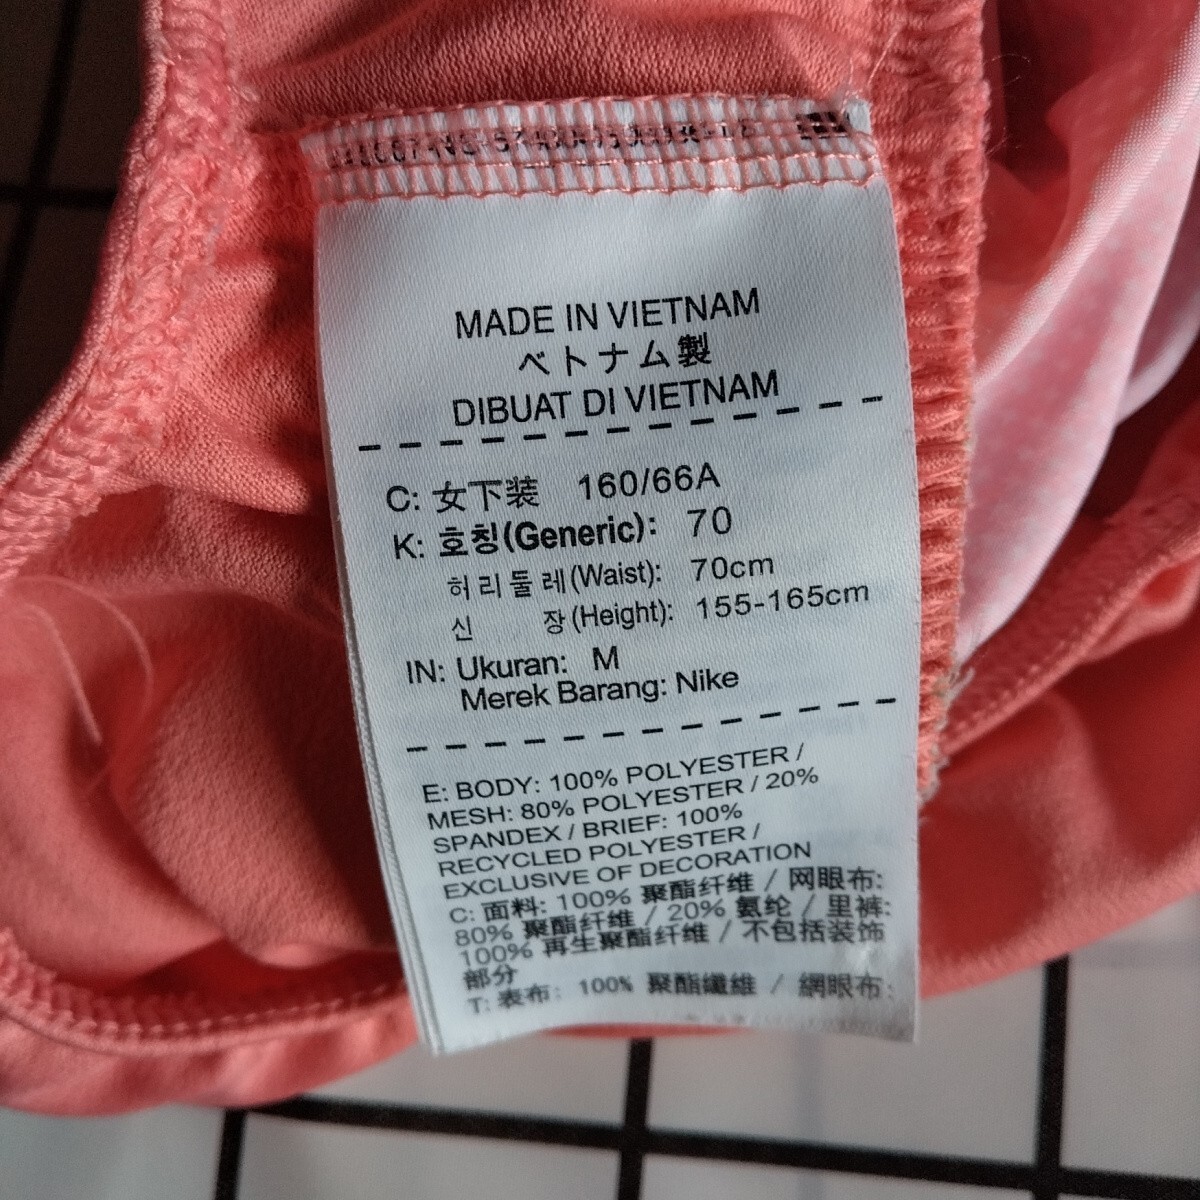 MADE IN VIETNAM
ベトナム製
DIBUAT DI VIETNAM
C: 女下装 160/66A
K: 호칭(Generic): 70
허리둘레(Waist): 70cm
신 장(Height): 155-165cm
IN: Ukuran: M
Merek Barang: Nike
E: BODY: 100% POLYESTER /
MESH: 80% POLYESTER / 20%
SPANDEX / BRIEF: 100%
RECYCLED POLYESTER /
EXCLUSIVE OF DECORATION
C: 面料: 100% 聚酯纤维 / 网眼布:
80% 聚酯纤维 / 20% 氨纶 / 里裤:
100% 再生聚酯纤维 / 不包括装饰
部分
T: 表布: 100% 聚酯纖維 / 網眼布: